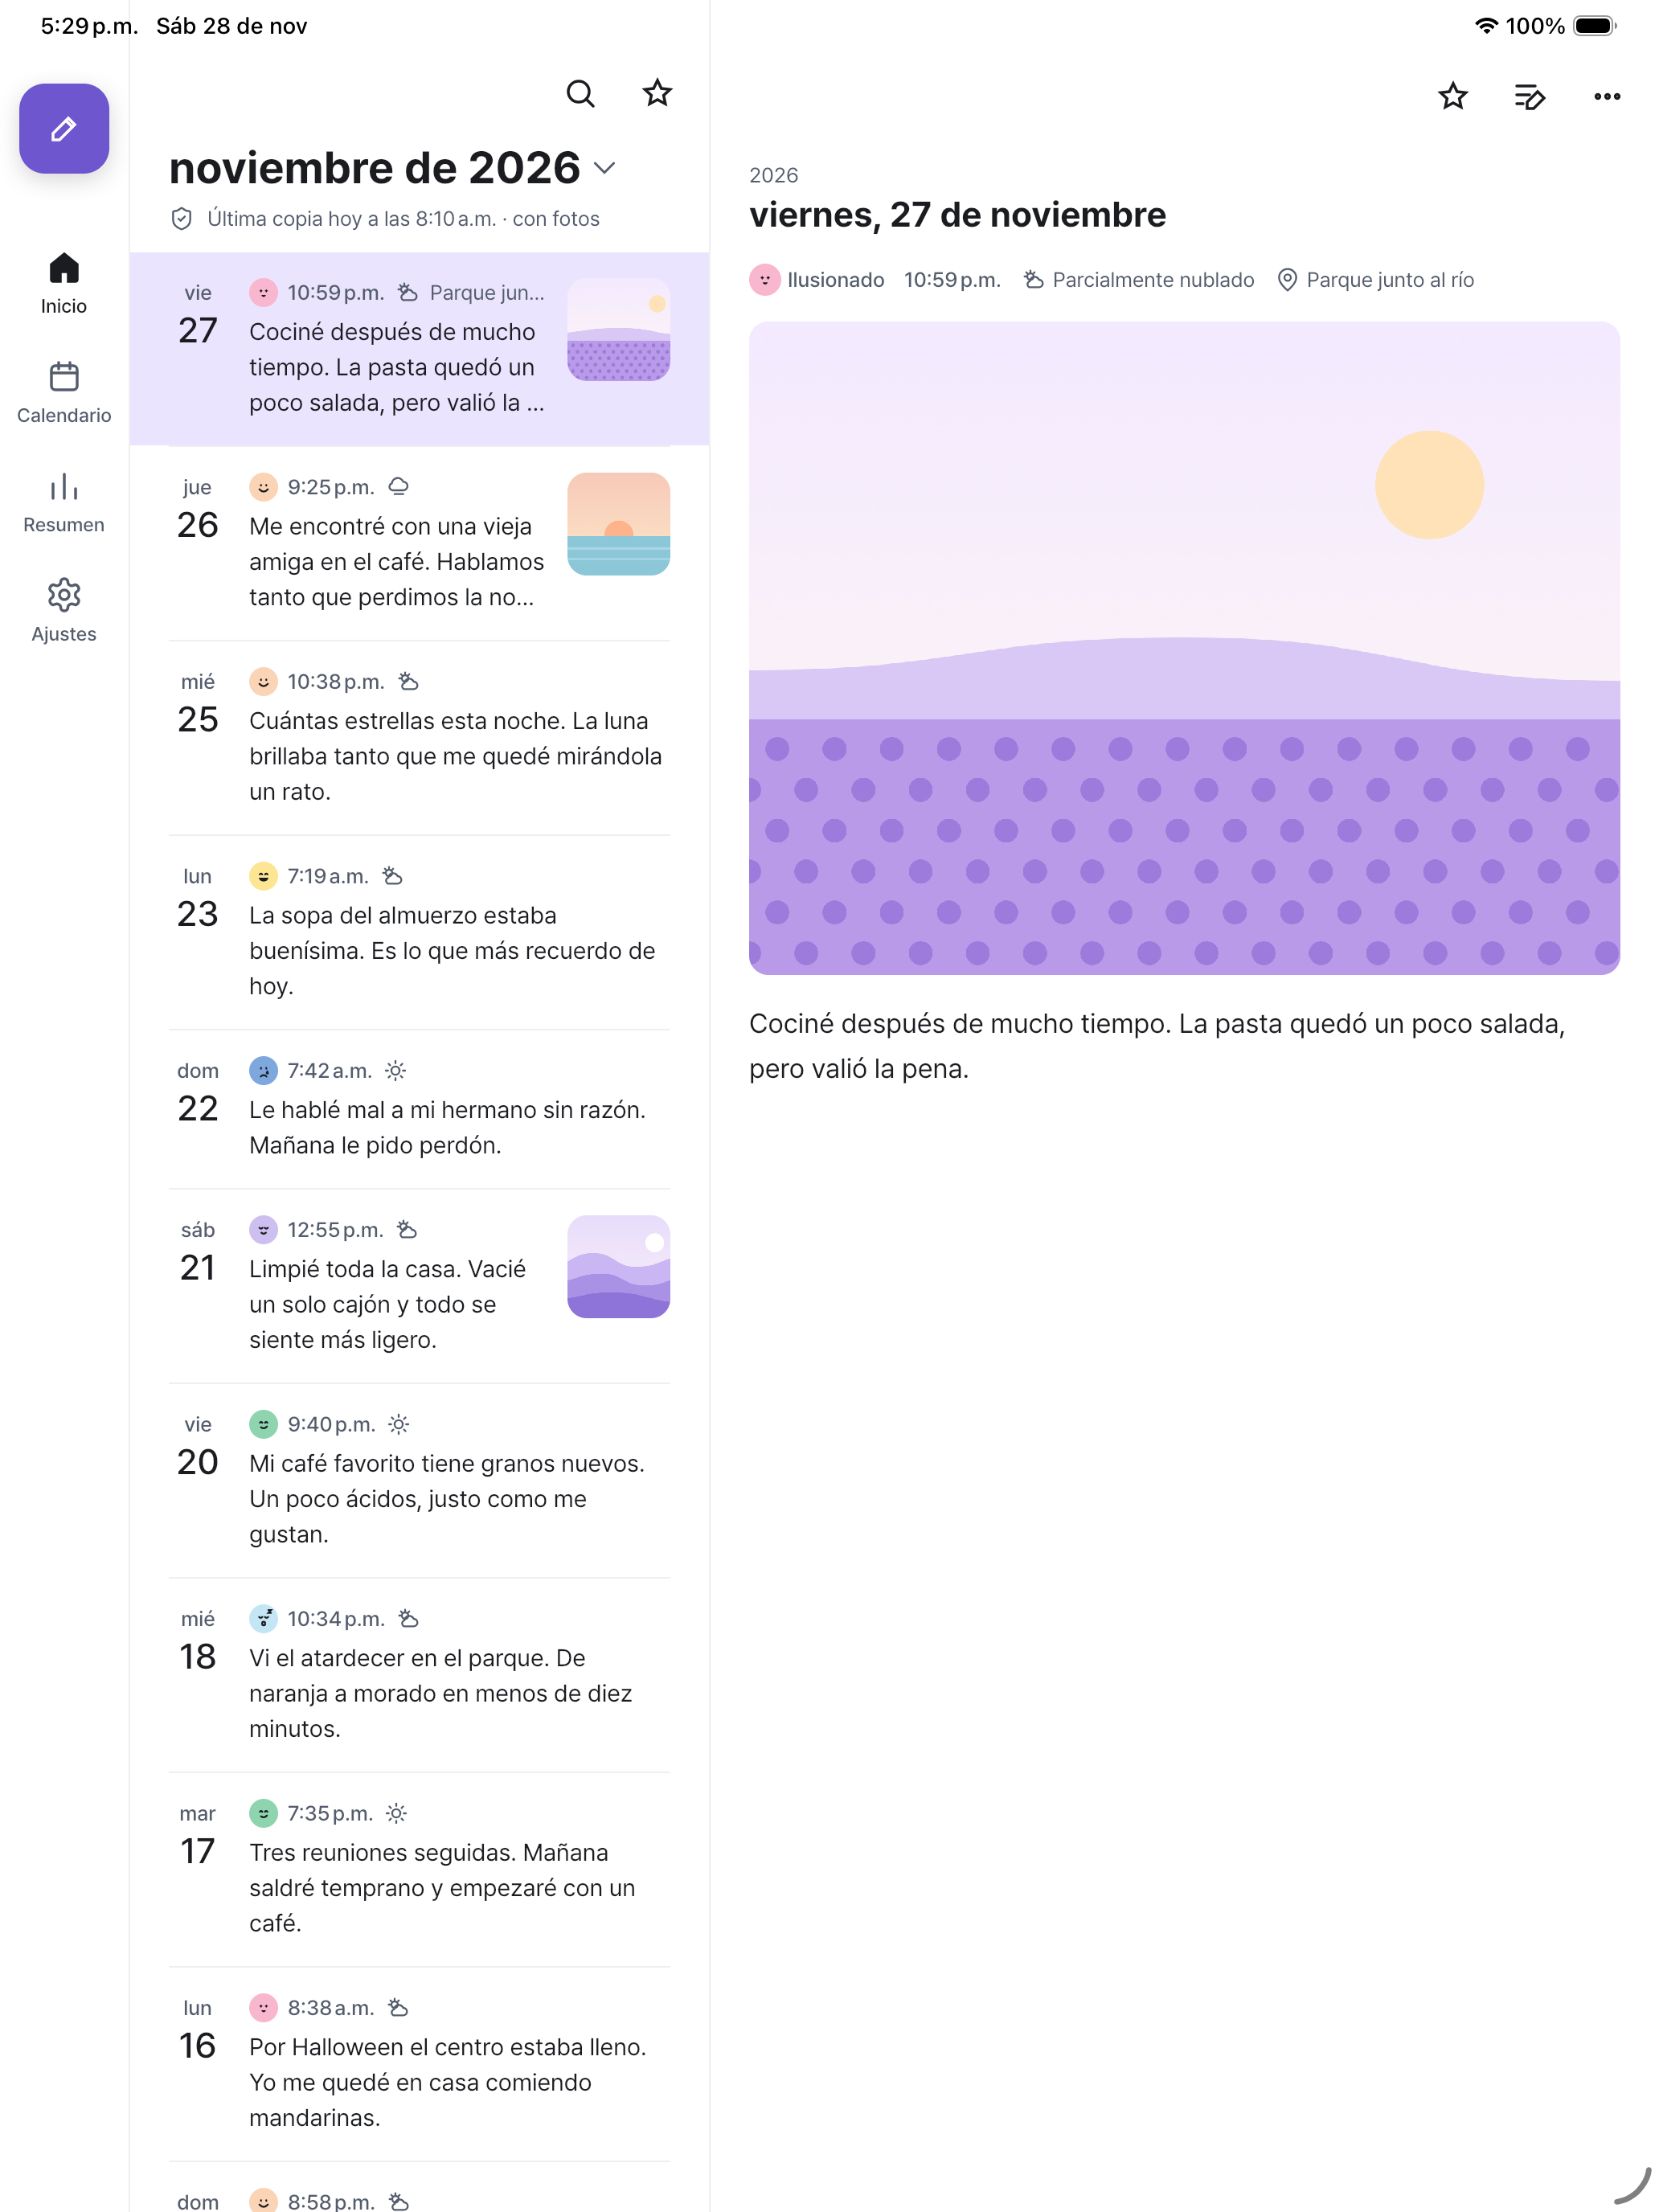 5:29 p.m. Sáb 28 de nov
100%
Inicio
Calendario
Resumen
Ajustes
noviembre de 2026
Última copia hoy a las 8:10 a.m. · con fotos
vie
27
10:59 p.m. Parque jun...
Cociné después de mucho
tiempo. La pasta quedó un
poco salada, pero valió la ...
jue
26
9:25 p.m.
Me encontré con una vieja
amiga en el café. Hablamos
tanto que perdimos la no...
mié
25
10:38 p.m.
Cuántas estrellas esta noche. La luna
brillaba tanto que me quedé mirándola
un rato.
lun
23
7:19 a.m.
La sopa del almuerzo estaba
buenísima. Es lo que más recuerdo de
hoy.
dom
22
7:42 a.m.
Le hablé mal a mi hermano sin razón.
Mañana le pido perdón.
sáb
21
12:55 p.m.
Limpié toda la casa. Vacié
un solo cajón y todo se
siente más ligero.
vie
20
9:40 p.m.
Mi café favorito tiene granos nuevos.
Un poco ácidos, justo como me
gustan.
mié
18
10:34 p.m.
Vi el atardecer en el parque. De
naranja a morado en menos de diez
minutos.
mar
17
7:35 p.m.
Tres reuniones seguidas. Mañana
saldré temprano y empezaré con un
café.
lun
16
8:38 a.m.
Por Halloween el centro estaba lleno.
Yo me quedé en casa comiendo
mandarinas.
dom
8:58 p.m.
2026
viernes, 27 de noviembre
Ilusionado 10:59 p.m. Parcialmente nublado Parque junto al río
Cociné después de mucho tiempo. La pasta quedó un poco salada,
pero valió la pena.